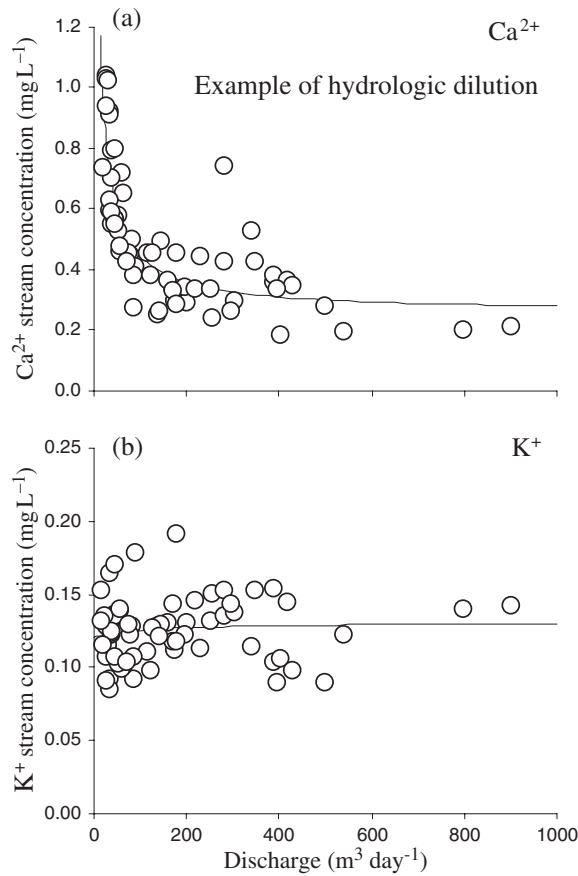 (a)
Ca²⁺
Example of hydrologic dilution
Ca²⁺ stream concentration (mg L⁻¹)
1.2
1.0
0.8
0.6
0.4
0.2
0.0
(b)
K⁺
K⁺ stream concentration (mg L⁻¹)
0.25
0.20
0.15
0.10
0.05
0.00
0 200 400 600 800 1000
Discharge (m³ day⁻¹)